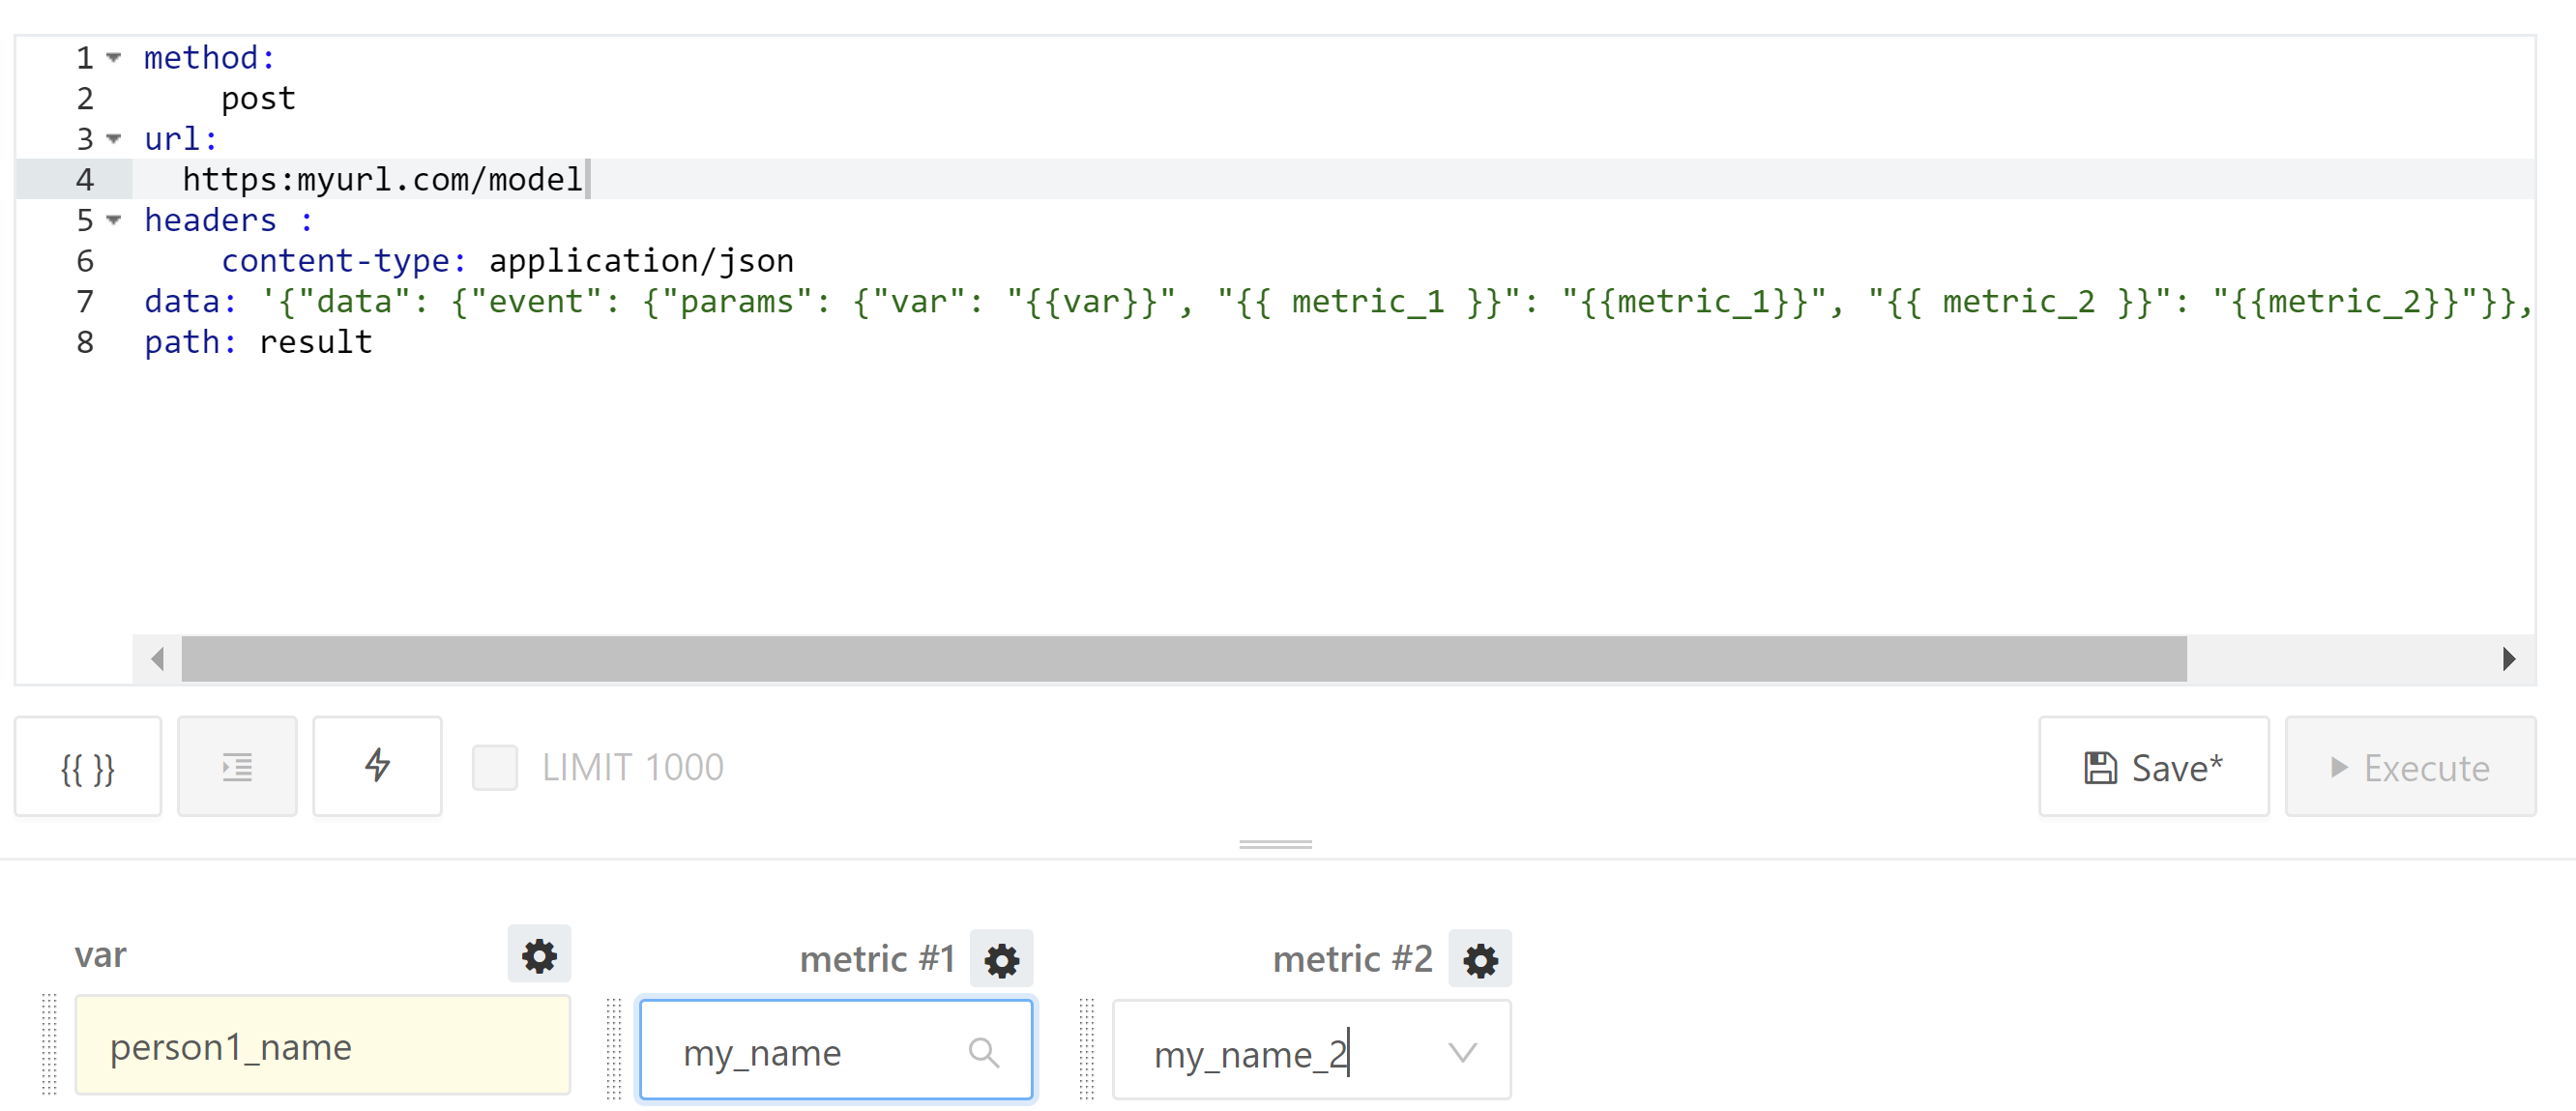 1 method:
2 post
3 url:
4 https:myurl.com/model
5 headers :
6 content-type: application/json
7 data: '{"data": {"event": {"params": {"var": "{{var}}", "{{ metric_1 }}": "{{metric_1}}", "{{ metric_2 }}": "{{metric_2}}"}},
8 path: result
{{ }} LIMIT 1000 Save* Execute
var metric #1 metric #2
person1_name my_name my_name_2